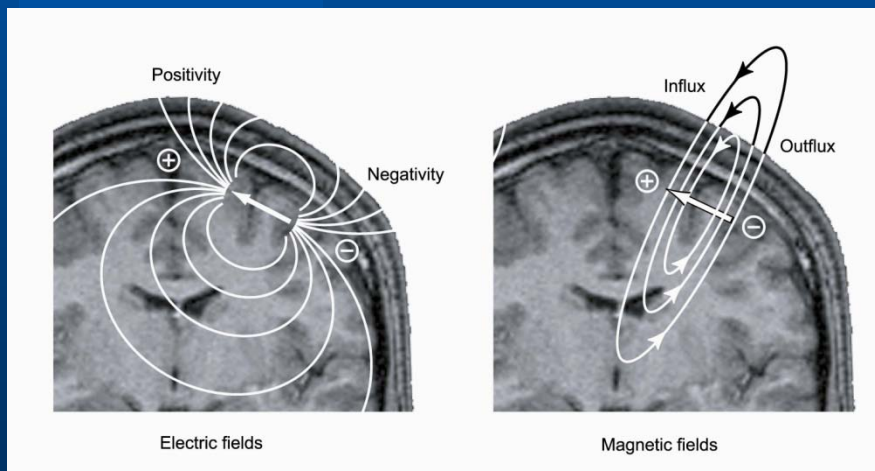 Positivity
Negativity
+
−
Electric fields
Influx
Outflux
+
−
Magnetic fields